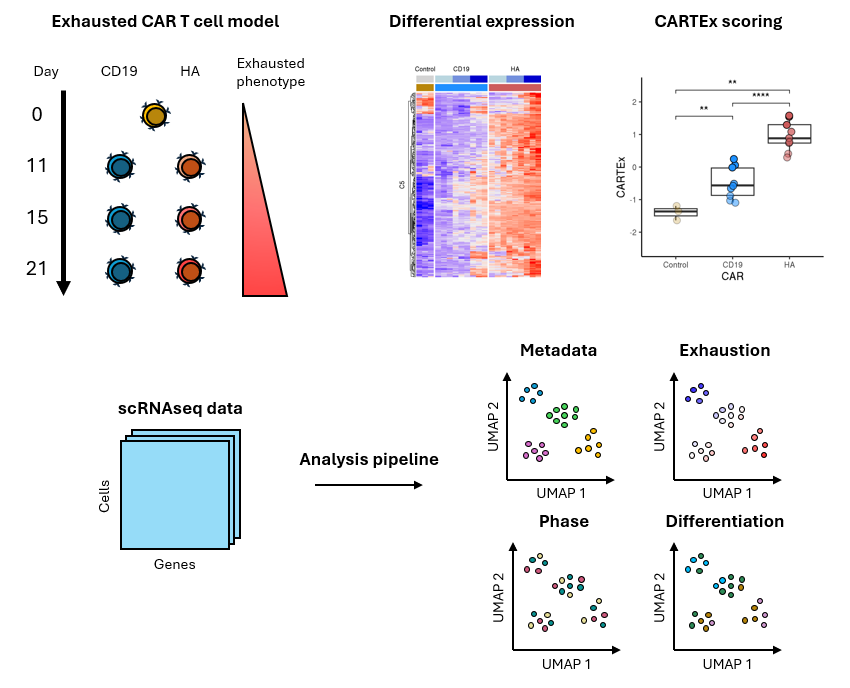 Exhausted CAR T cell model
Day
CD19
HA
Exhausted
phenotype
0
11
15
21
Differential expression
Control
CD19
HA
C5
CARTEx scoring
**
****
**
2
1
0
-1
-2
CARTEx
Control
CD19
HA
CAR
scRNAseq data
Cells
Genes
Analysis pipeline
Metadata
UMAP 2
UMAP 1
Exhaustion
UMAP 2
UMAP 1
Phase
UMAP 2
UMAP 1
Differentiation
UMAP 2
UMAP 1